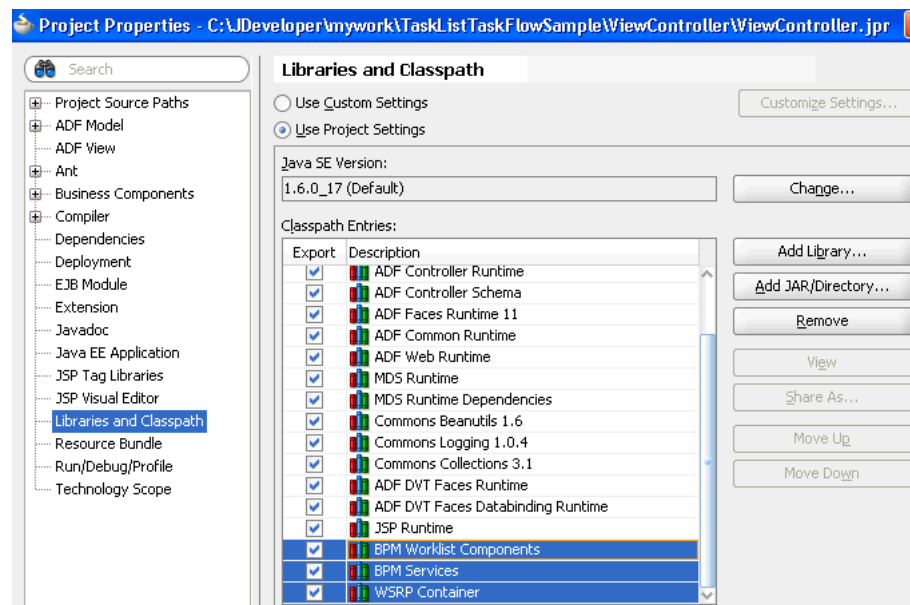 Project Properties - C:\JDeveloper\mywork\TaskListTaskFlowSample\ViewController\ViewController.jpr
Search
Project Source Paths
ADF Model
ADF View
Ant
Business Components
Compiler
Dependencies
Deployment
EJB Module
Extension
Javadoc
Java EE Application
JSP Tag Libraries
JSP Visual Editor
Libraries and Classpath
Resource Bundle
Run/Debug/Profile
Technology Scope
Libraries and Classpath
Use Custom Settings
Customize Settings...
Use Project Settings
Java SE Version:
1.6.0_17 (Default)
Change...
Classpath Entries:
Export Description
ADF Controller Runtime
ADF Controller Schema
ADF Faces Runtime 11
ADF Common Runtime
ADF Web Runtime
MDS Runtime
MDS Runtime Dependencies
Commons Beanutils 1.6
Commons Logging 1.0.4
Commons Collections 3.1
ADF DVT Faces Runtime
ADF DVT Faces Databinding Runtime
JSP Runtime
BPM Worklist Components
BPM Services
WSRP Container
Add Library...
Add JAR/Directory...
Remove
View
Share As...
Move Up
Move Down